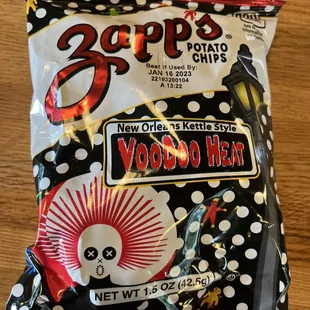 Zapp's
POTATO
CHIPS
Best if Used By:
JAN 16 2023
22193200104
A 13:22
New Orleans Kettle Style
VOODOO HEAT
NET WT 1.5 OZ (42.5g)